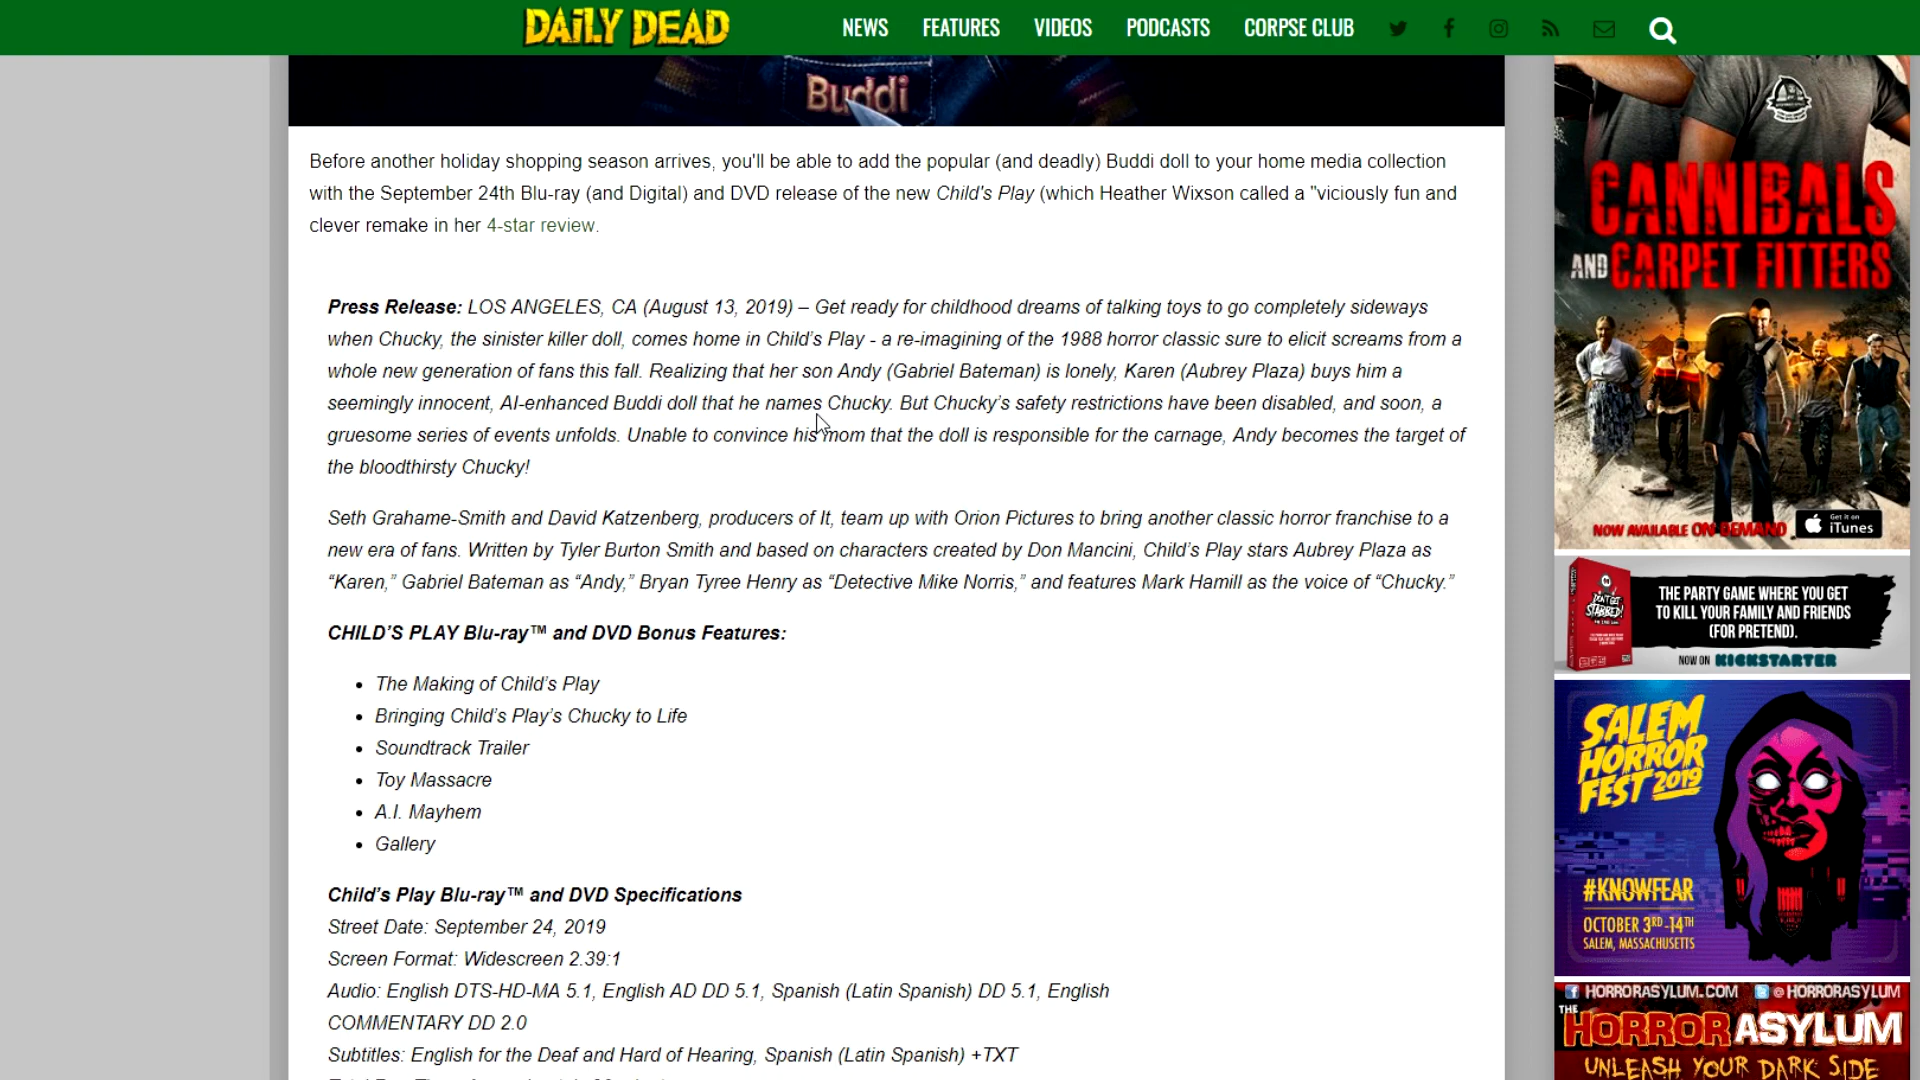 DAiLY DEAD
NEWS FEATURES VIDEOS PODCASTS CORPSE CLUB
Buddi
Before another holiday shopping season arrives, you'll be able to add the popular (and deadly) Buddi doll to your home media collection
with the September 24th Blu-ray (and Digital) and DVD release of the new Child's Play (which Heather Wixson called a "viciously fun and
clever remake in her 4-star review.
Press Release: LOS ANGELES, CA (August 13, 2019) – Get ready for childhood dreams of talking toys to go completely sideways
when Chucky, the sinister killer doll, comes home in Child’s Play - a re-imagining of the 1988 horror classic sure to elicit screams from a
whole new generation of fans this fall. Realizing that her son Andy (Gabriel Bateman) is lonely, Karen (Aubrey Plaza) buys him a
seemingly innocent, AI-enhanced Buddi doll that he names Chucky. But Chucky’s safety restrictions have been disabled, and soon, a
gruesome series of events unfolds. Unable to convince his mom that the doll is responsible for the carnage, Andy becomes the target of
the bloodthirsty Chucky!
Seth Grahame-Smith and David Katzenberg, producers of It, team up with Orion Pictures to bring another classic horror franchise to a
new era of fans. Written by Tyler Burton Smith and based on characters created by Don Mancini, Child’s Play stars Aubrey Plaza as
“Karen,” Gabriel Bateman as “Andy,” Bryan Tyree Henry as “Detective Mike Norris,” and features Mark Hamill as the voice of “Chucky.”
CHILD’S PLAY Blu-ray™ and DVD Bonus Features:
• The Making of Child’s Play
• Bringing Child’s Play’s Chucky to Life
• Soundtrack Trailer
• Toy Massacre
• A.I. Mayhem
• Gallery
Child’s Play Blu-ray™ and DVD Specifications
Street Date: September 24, 2019
Screen Format: Widescreen 2.39:1
Audio: English DTS-HD-MA 5.1, English AD DD 5.1, Spanish (Latin Spanish) DD 5.1, English
COMMENTARY DD 2.0
Subtitles: English for the Deaf and Hard of Hearing, Spanish (Latin Spanish) +TXT
CANNIBALS
AND CARPET FITTERS
NOW AVAILABLE ON DEMAND
Get it on
iTunes
DON'T GET
STABBED!
THE PARTY GAME WHERE YOU GET
TO KILL YOUR FAMILY AND FRIENDS
(FOR PRETEND).
NOW ON KICKSTARTER
SALEM
HORROR
FEST 2019
#KNOWFEAR
OCTOBER 3RD-14TH
SALEM, MASSACHUSETTS
HORRORASYLUM.COM @HORRORASYLUM
THE
HORROR ASYLUM
UNLEASH YOUR DARK SIDE